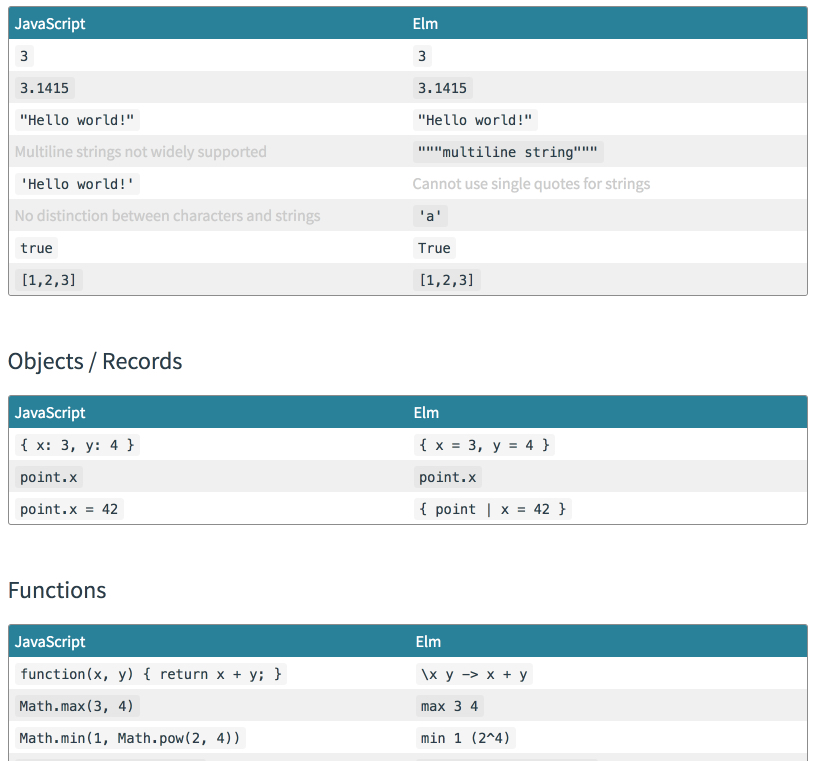 JavaScript Elm
3 3
3.1415 3.1415
"Hello world!" "Hello world!"
Multiline strings not widely supported """multiline string"""
'Hello world!' Cannot use single quotes for strings
No distinction between characters and strings 'a'
true True
[1,2,3] [1,2,3]
Objects / Records
JavaScript Elm
{ x: 3, y: 4 } { x = 3, y = 4 }
point.x point.x
point.x = 42 { point | x = 42 }
Functions
JavaScript Elm
function(x, y) { return x + y; } \x y -> x + y
Math.max(3, 4) max 3 4
Math.min(1, Math.pow(2, 4)) min 1 (2^4)